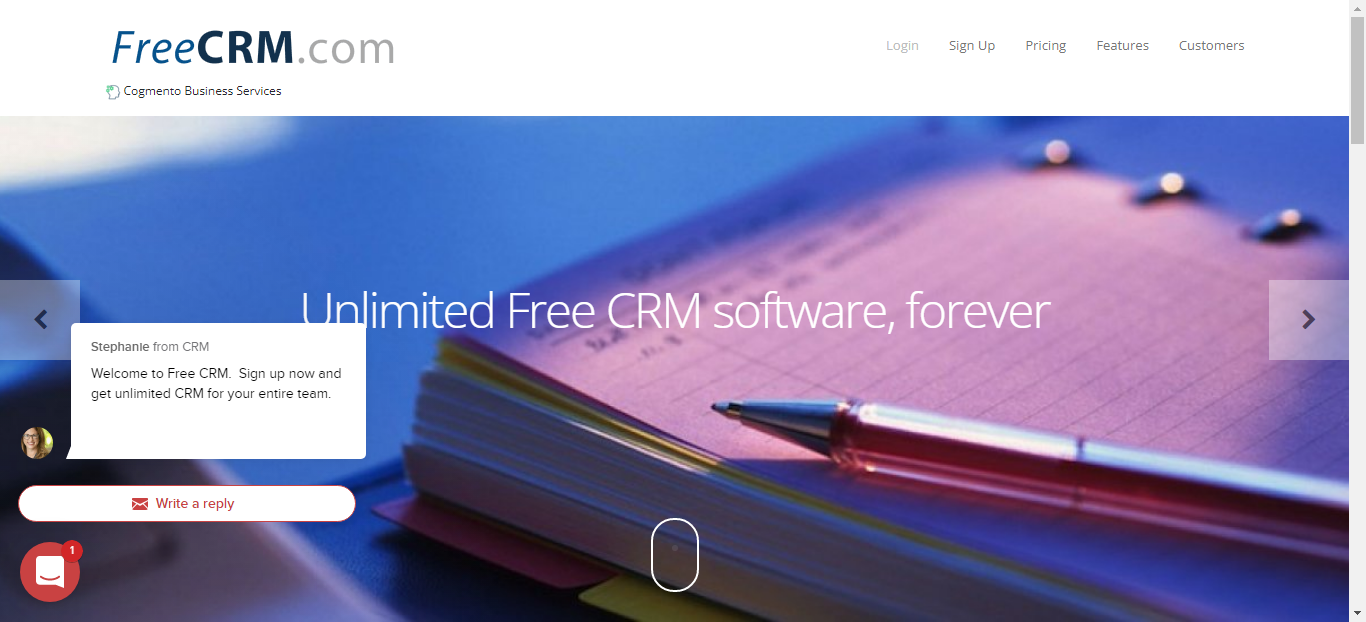 FreeCRM.com
Login Sign Up Pricing Features Customers
Cogmento Business Services
Unlimited Free CRM software, forever
Stephanie from CRM
Welcome to Free CRM. Sign up now and
get unlimited CRM for your entire team.
Write a reply
1